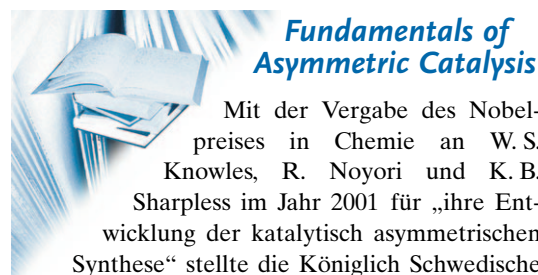 Fundamentals of
Asymmetric Catalysis
Mit der Vergabe des Nobel-
preises in Chemie an W. S.
Knowles, R. Noyori und K. B.
Sharpless im Jahr 2001 für „ihre Ent-
wicklung der katalytisch asymmetrischen
Synthese“ stellte die Königlich Schwedische